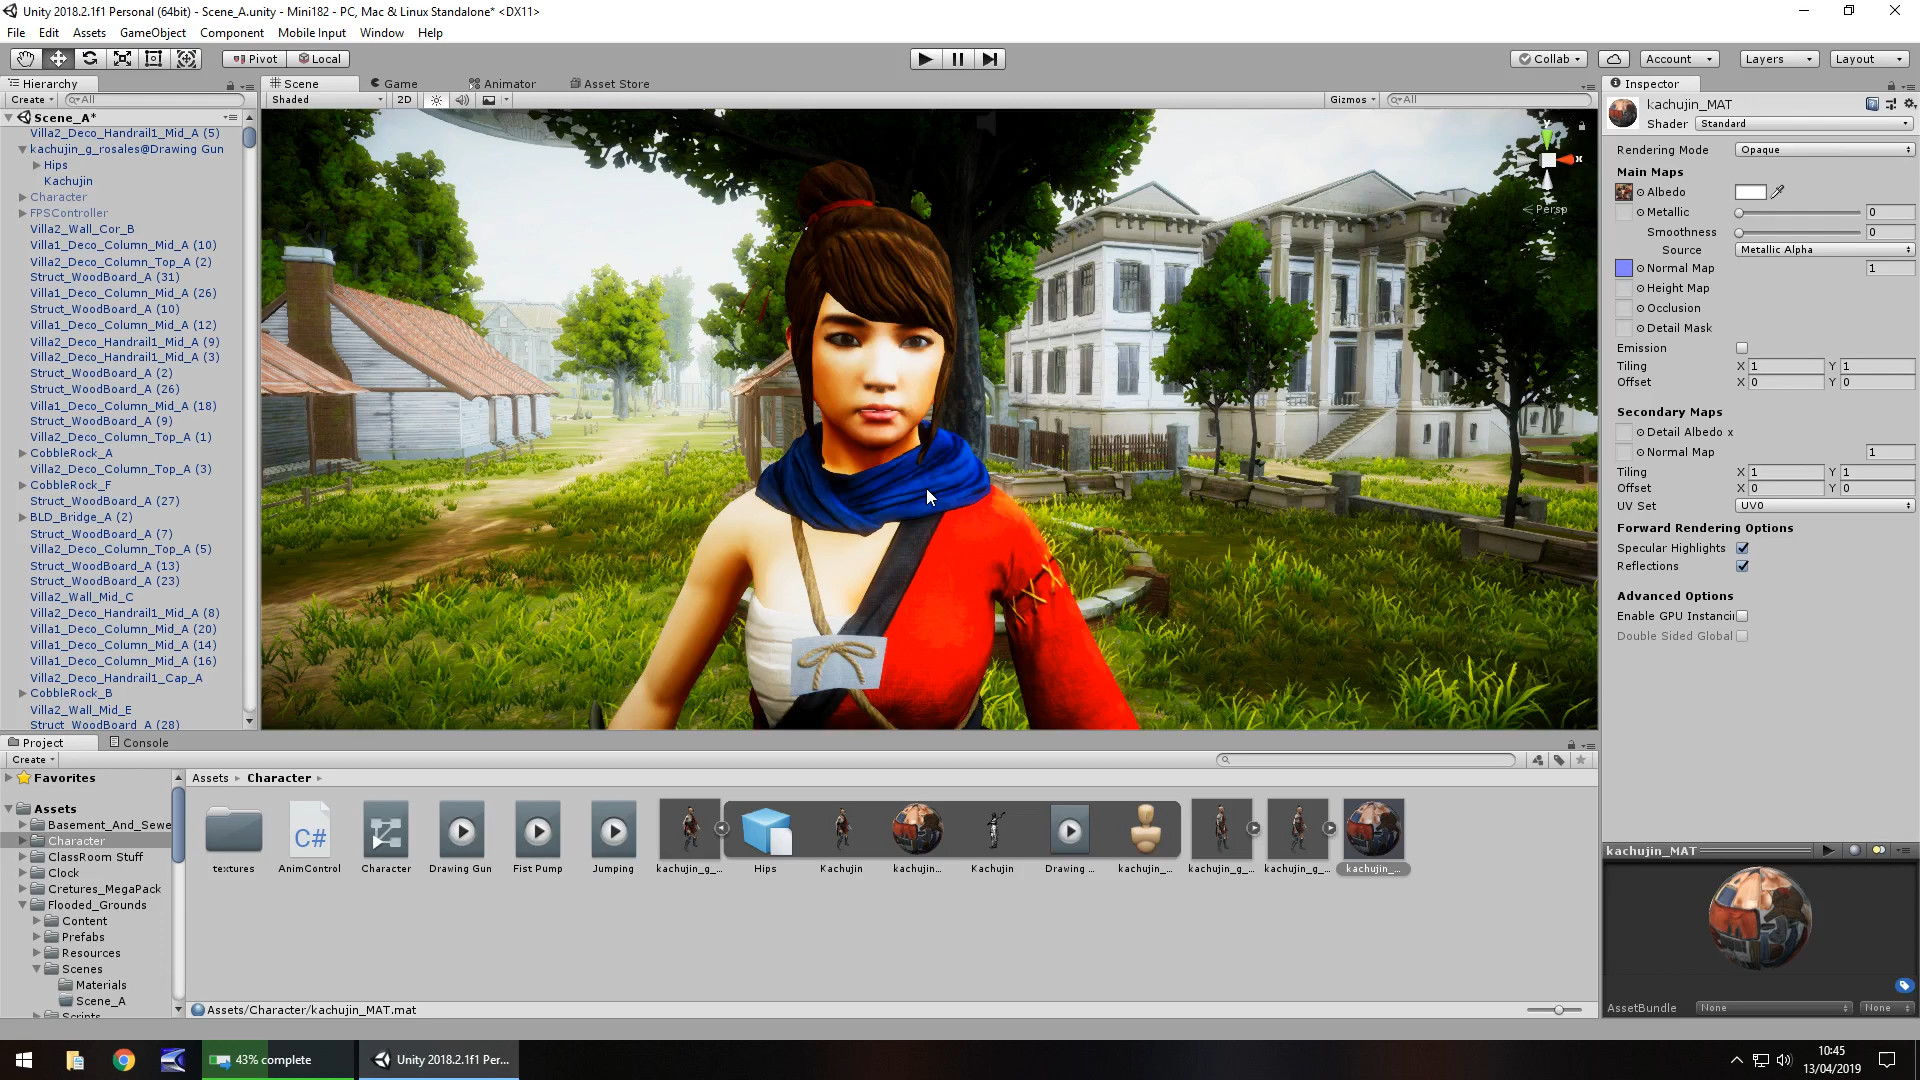 Unity 2018.2.1f1 Personal (64bit) - Scene_A.unity - Mini182 - PC, Mac & Linux Standalone* <DX11>
File Edit Assets GameObject Component Mobile Input Window Help
Pivot Local Collab Account Layers Layout
Hierarchy
Create All
Scene_A*
Villa2_Deco_Handrail1_Mid_A (5)
kachujin_g_rosales@Drawing Gun
Hips
Kachujin
Character
FPSController
Villa2_Wall_Cor_B
Villa1_Deco_Column_Mid_A (10)
Villa2_Deco_Column_Top_A (2)
Struct_WoodBoard_A (31)
Villa1_Deco_Column_Mid_A (26)
Struct_WoodBoard_A (10)
Villa1_Deco_Column_Mid_A (12)
Villa2_Deco_Handrail1_Mid_A (9)
Villa2_Deco_Handrail1_Mid_A (3)
Struct_WoodBoard_A (2)
Struct_WoodBoard_A (26)
Villa1_Deco_Column_Mid_A (18)
Struct_WoodBoard_A (9)
Villa2_Deco_Column_Top_A (1)
CobbleRock_A
Villa2_Deco_Column_Top_A (3)
CobbleRock_F
Struct_WoodBoard_A (27)
BLD_Bridge_A (2)
Struct_WoodBoard_A (7)
Villa2_Deco_Column_Top_A (5)
Struct_WoodBoard_A (13)
Struct_WoodBoard_A (23)
Villa2_Wall_Mid_C
Villa2_Deco_Handrail1_Mid_A (8)
Villa1_Deco_Column_Mid_A (20)
Villa1_Deco_Column_Mid_A (14)
Villa1_Deco_Column_Mid_A (16)
Villa2_Deco_Handrail1_Cap_A
CobbleRock_B
Villa2_Wall_Mid_E
Struct_WoodBoard_A (28)
Scene Game Animator Asset Store
Shaded 2D Gizmos All
y
x
Persp
Inspector
kachujin_MAT
Shader Standard
Rendering Mode Opaque
Main Maps
Albedo
Metallic 0
Smoothness 0
Source Metallic Alpha
Normal Map 1
Height Map
Occlusion
Detail Mask
Emission
Tiling X 1 Y 1
Offset X 0 Y 0
Secondary Maps
Detail Albedo x
Normal Map 1
Tiling X 1 Y 1
Offset X 0 Y 0
UV Set UV0
Forward Rendering Options
Specular Highlights
Reflections
Advanced Options
Enable GPU Instanci
Double Sided Global
kachujin_MAT
AssetBundle None None
Project Console
Create
Favorites
Assets
Basement_And_Sewe
Character
ClassRoom Stuff
Clock
Cretures_MegaPack
Flooded_Grounds
Content
Prefabs
Resources
Scenes
Materials
Scene_A
Scripts
Assets Character
C#
textures AnimControl Character Drawing Gun Fist Pump Jumping kachujin_g_... Hips Kachujin kachujin... Kachujin Drawing ... kachujin_... kachujin_g_... kachujin_g_... kachujin_...
Assets/Character/kachujin_MAT.mat
43% complete
Unity 2018.2.1f1 Per...
10:45
13/04/2019